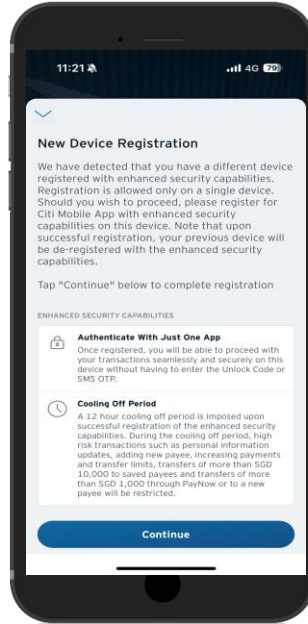 11:21
4G 79
New Device Registration
We have detected that you have a different device
registered with enhanced security capabilities.
Registration is allowed only on a single device.
Should you wish to proceed, please register for
Citi Mobile App with enhanced security
capabilities on this device. Note that upon
successful registration, your previous device will
be de-registered with the enhanced security
capabilities.
Tap "Continue" below to complete registration
ENHANCED SECURITY CAPABILITIES
Authenticate With Just One App
Once registered, you will be able to proceed with
your transactions seamlessly and securely on this
device without having to enter the Unlock Code or
SMS OTP.
Cooling Off Period
A 12 hour cooling off period is imposed upon
successful registration of the enhanced security
capabilities. During the cooling off period, high
risk transactions such as personal information
updates, adding new payee, increasing payments
and transfer limits, transfers of more than SGD
10,000 to saved payees and transfers of more
than SGD 1,000 through PayNow or to a new
payee will be restricted.
Continue